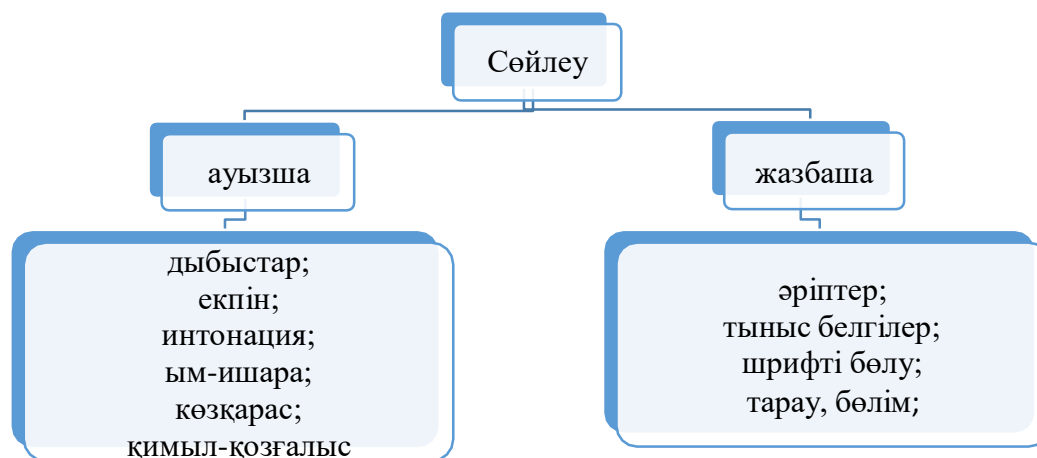 Сөйлеу
ауызша
жазбаша
дыбыстар;
екпін;
интонация;
ым-ишара;
көзқарас;
қимыл-қозғалыс
әріптер;
тыныс белгілер;
шрифті бөлу;
тарау, бөлім;